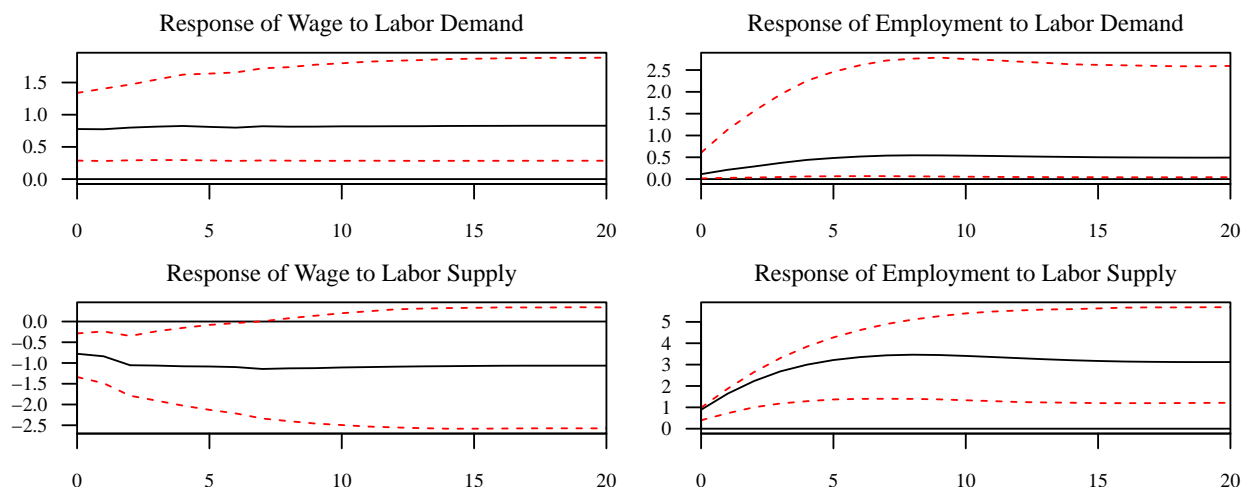 Response of Wage to Labor Demand
1.5
1.0
0.5
0.0
0 5 10 15 20
Response of Employment to Labor Demand
2.5
2.0
1.5
1.0
0.5
0.0
0 5 10 15 20
Response of Wage to Labor Supply
0.0
−0.5
−1.0
−1.5
−2.0
−2.5
0 5 10 15 20
Response of Employment to Labor Supply
5
4
3
2
1
0
0 5 10 15 20